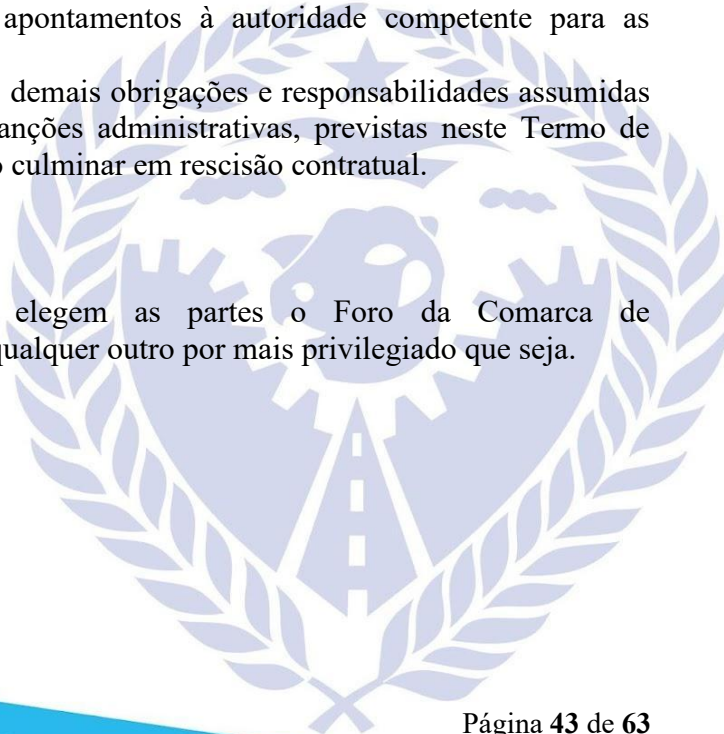 apontamentos à autoridade competente para as
demais obrigações e responsabilidades assumidas
anções administrativas, previstas neste Termo de
o culminar em rescisão contratual.
elegem as partes o Foro da Comarca de
qualquer outro por mais privilegiado que seja.
Página 43 de 63